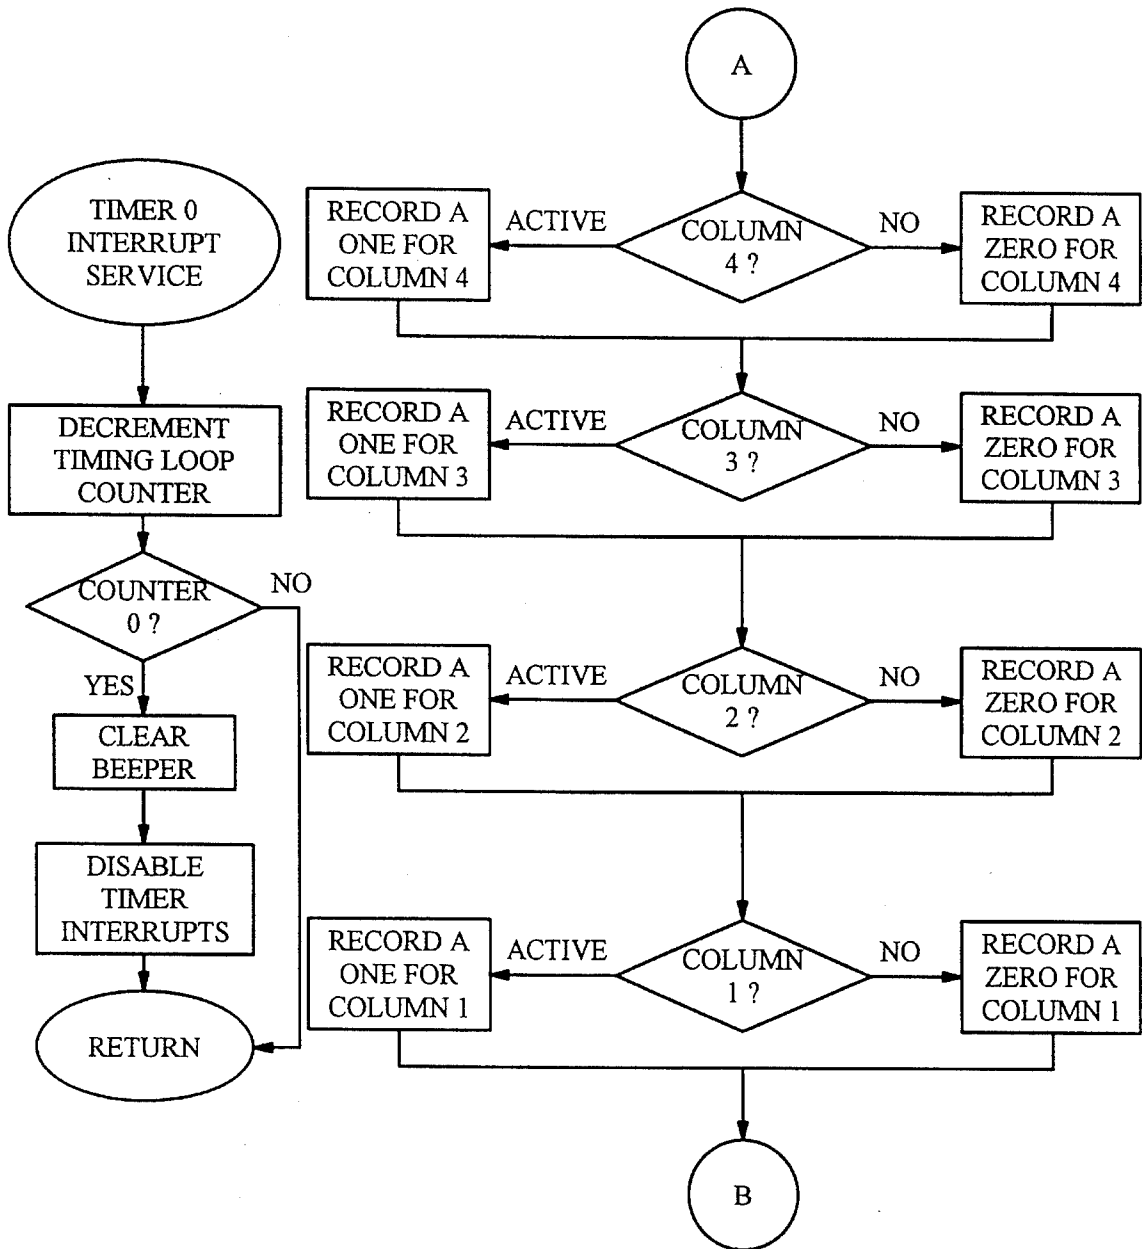 TIMER 0
INTERRUPT
SERVICE
DECREMENT
TIMING LOOP
COUNTER
COUNTER
0 ?
NO
YES
CLEAR
BEEPER
DISABLE
TIMER
INTERRUPTS
RETURN
A
RECORD A
ONE FOR
COLUMN 4
ACTIVE
COLUMN
4 ?
NO
RECORD A
ZERO FOR
COLUMN 4
RECORD A
ONE FOR
COLUMN 3
ACTIVE
COLUMN
3 ?
NO
RECORD A
ZERO FOR
COLUMN 3
RECORD A
ONE FOR
COLUMN 2
ACTIVE
COLUMN
2 ?
NO
RECORD A
ZERO FOR
COLUMN 2
RECORD A
ONE FOR
COLUMN 1
ACTIVE
COLUMN
1 ?
NO
RECORD A
ZERO FOR
COLUMN 1
B